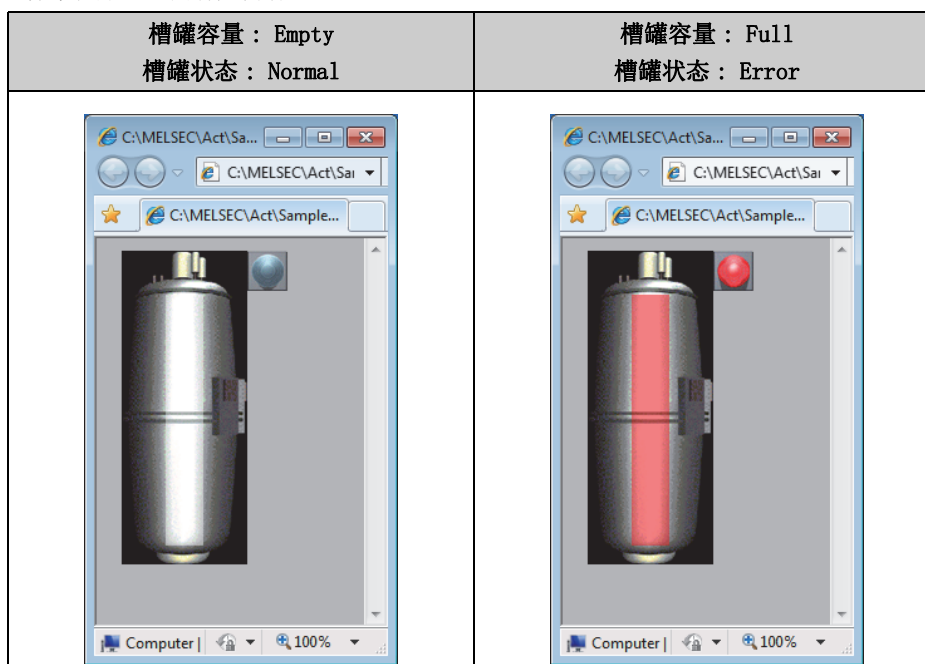 槽罐容量： Empty
槽罐状态： Normal
槽罐容量： Full
槽罐状态： Error
C:\MELSEC\Act\Sa...
C:\MELSEC\Act\Sai
C:\MELSEC\Act\Sample...
Computer |
100%
C:\MELSEC\Act\Sa...
C:\MELSEC\Act\Sai
C:\MELSEC\Act\Sample...
Computer |
100%